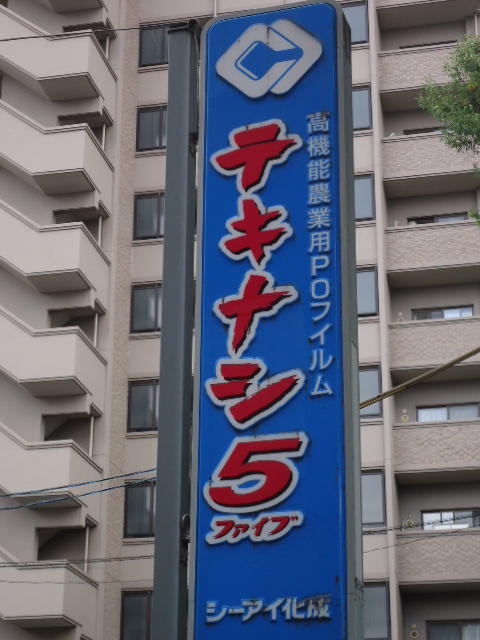 高機能農業用POフイルム
テキナシ5
ファイブ
シーアイ化成